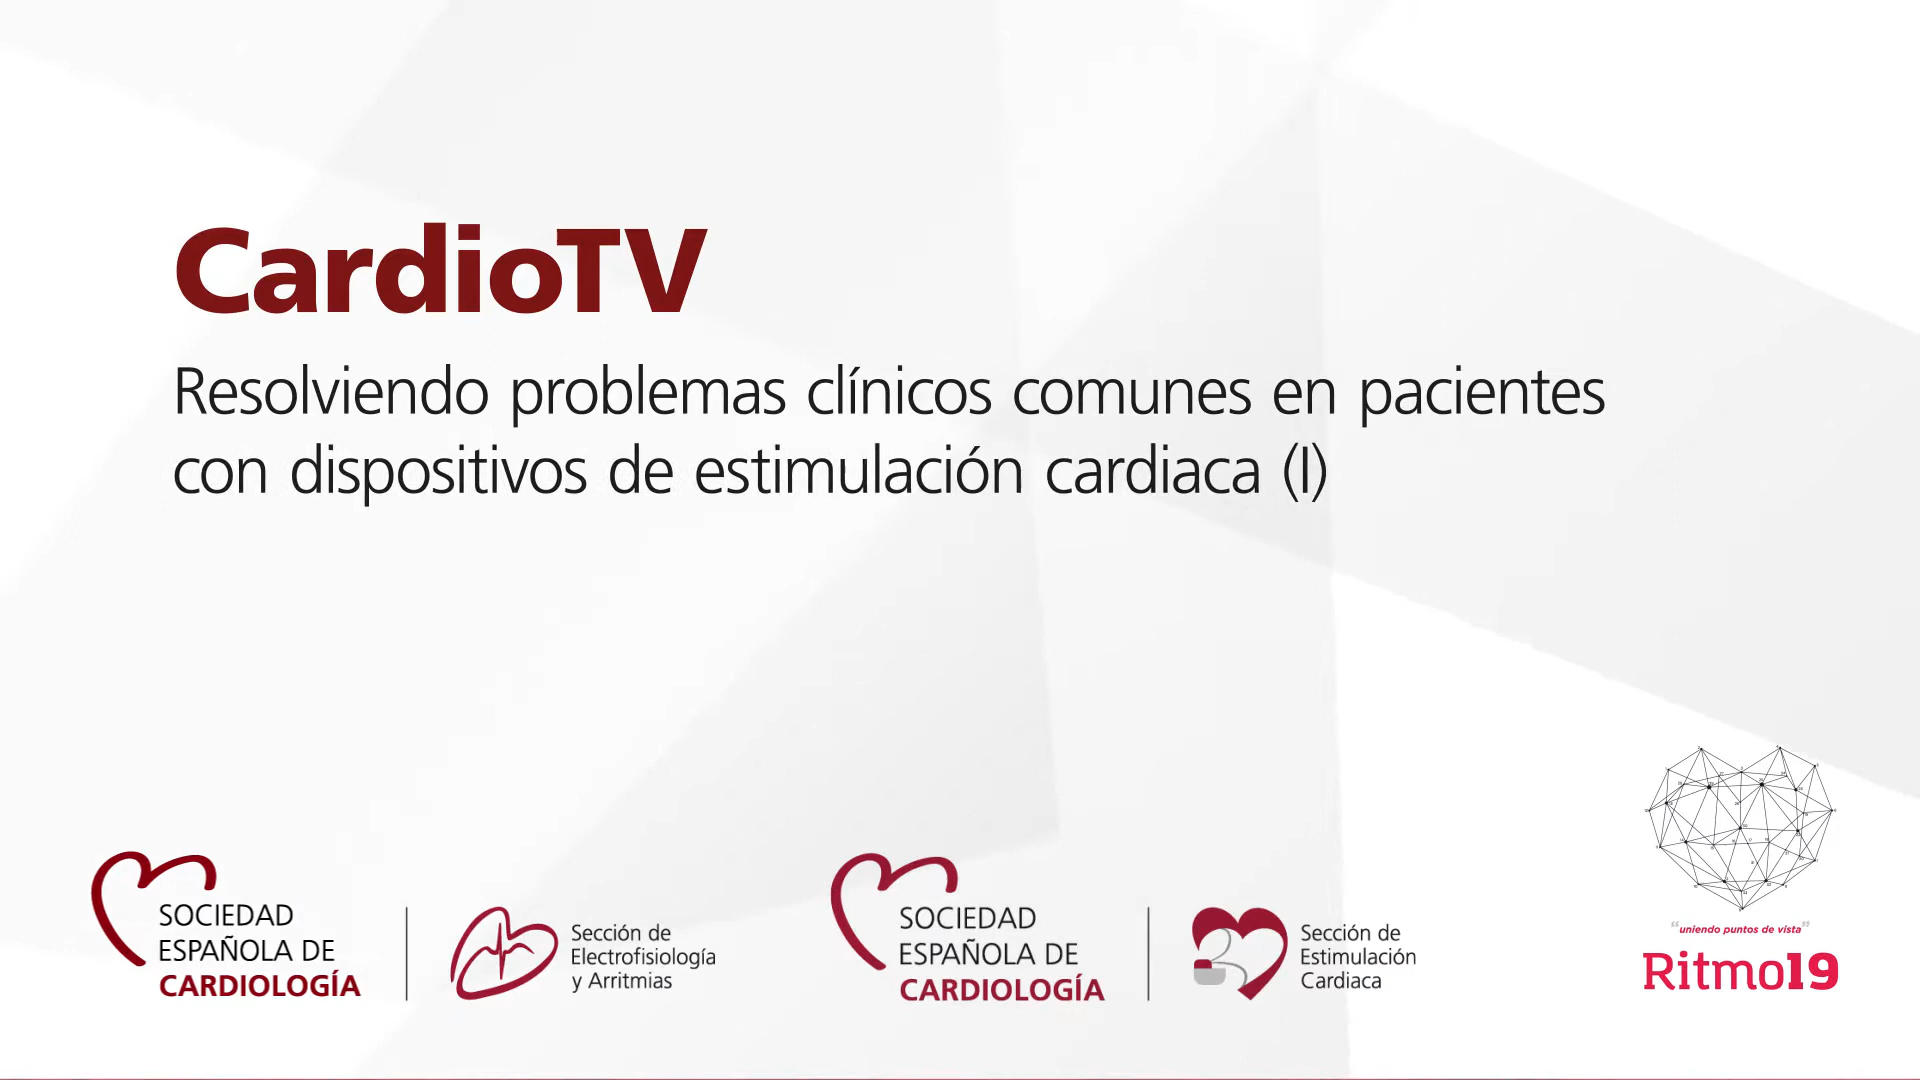 CardioTV
Resolviendo problemas clínicos comunes en pacientes
con dispositivos de estimulación cardiaca (I)
SOCIEDAD
ESPAÑOLA DE
CARDIOLOGÍA
Sección de
Electrofisiología
y Arritmias
SOCIEDAD
ESPAÑOLA DE
CARDIOLOGÍA
Sección de
Estimulación
Cardiaca
“uniendo puntos de vista”
Ritmo19